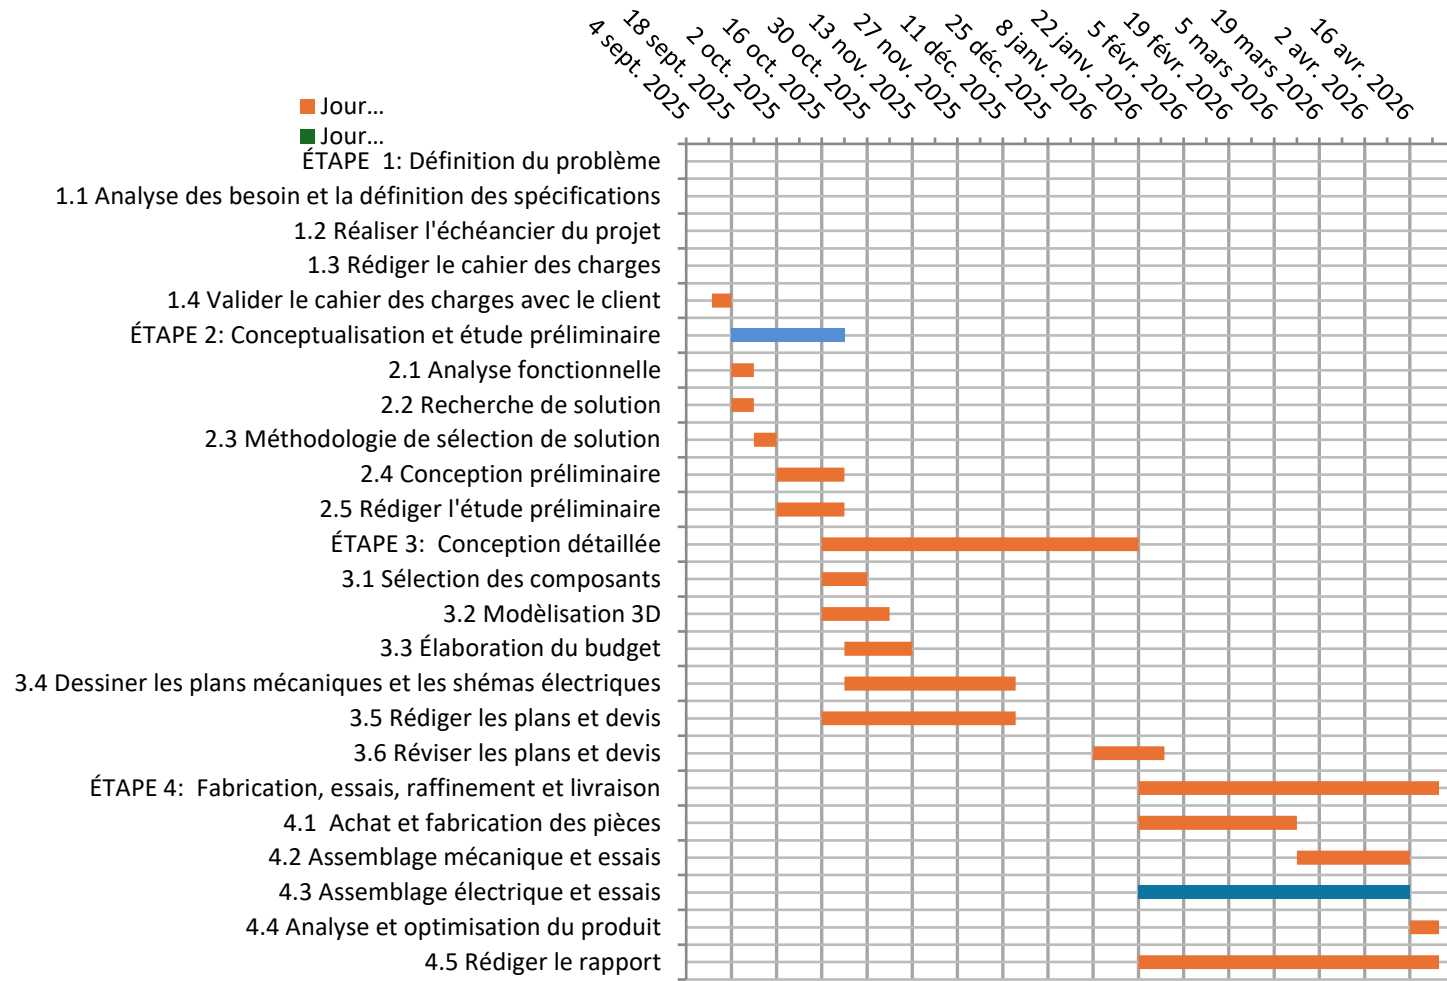 4 sept. 2025
18 sept. 2025
2 oct. 2025
16 oct. 2025
30 oct. 2025
13 nov. 2025
27 nov. 2025
11 déc. 2025
25 déc. 2025
8 janv. 2026
22 janv. 2026
5 févr. 2026
19 févr. 2026
5 mars 2026
19 mars 2026
2 avr. 2026
16 avr. 2026
Jour...
Jour...
ÉTAPE  1: Définition du problème
1.1 Analyse des besoin et la définition des spécifications
1.2 Réaliser l'échéancier du projet
1.3 Rédiger le cahier des charges
1.4 Valider le cahier des charges avec le client
ÉTAPE 2: Conceptualisation et étude préliminaire
2.1 Analyse fonctionnelle
2.2 Recherche de solution
2.3 Méthodologie de sélection de solution
2.4 Conception préliminaire
2.5 Rédiger l'étude préliminaire
ÉTAPE 3:  Conception détaillée
3.1 Sélection des composants
3.2 Modèlisation 3D
3.3 Élaboration du budget
3.4 Dessiner les plans mécaniques et les shémas électriques
3.5 Rédiger les plans et devis
3.6 Réviser les plans et devis
ÉTAPE 4:  Fabrication, essais, raffinement et livraison
4.1  Achat et fabrication des pièces
4.2 Assemblage mécanique et essais
4.3 Assemblage électrique et essais
4.4 Analyse et optimisation du produit
4.5 Rédiger le rapport